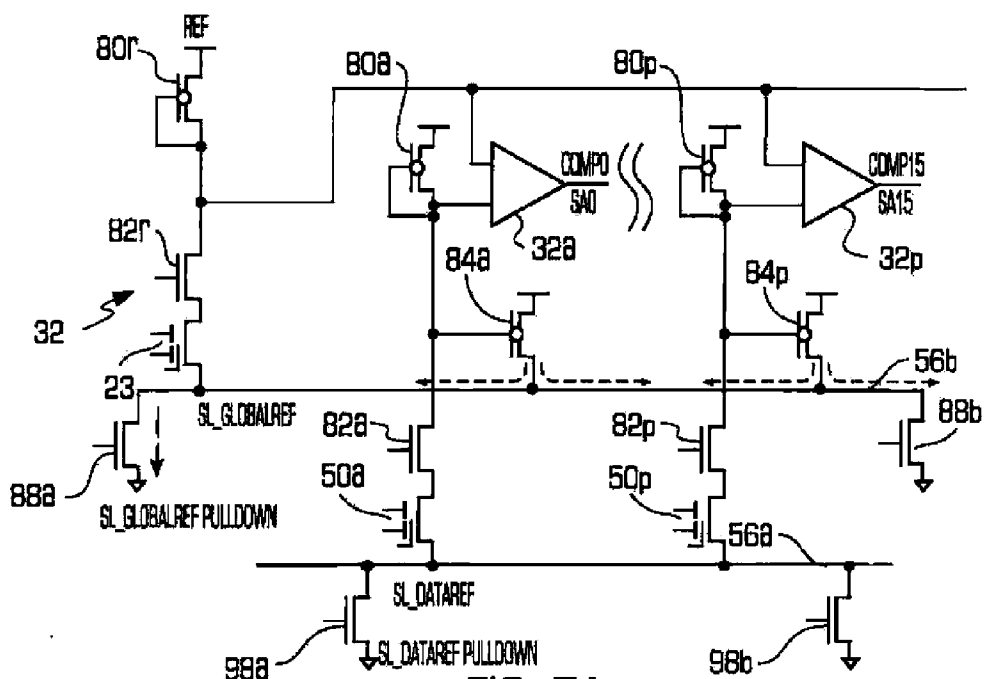 REF
80r
80a
80p
COMP0
SA0
COMP15
SA15
82r
32a
32p
84a
84p
32
23
56b
SL_GLOBALREF
82a
82p
88b
88a
50a
50p
SL_GLOBALREF PULLDOWN
56a
SL_DATAREF
98a
SL_DATAREF PULLDOWN
98b